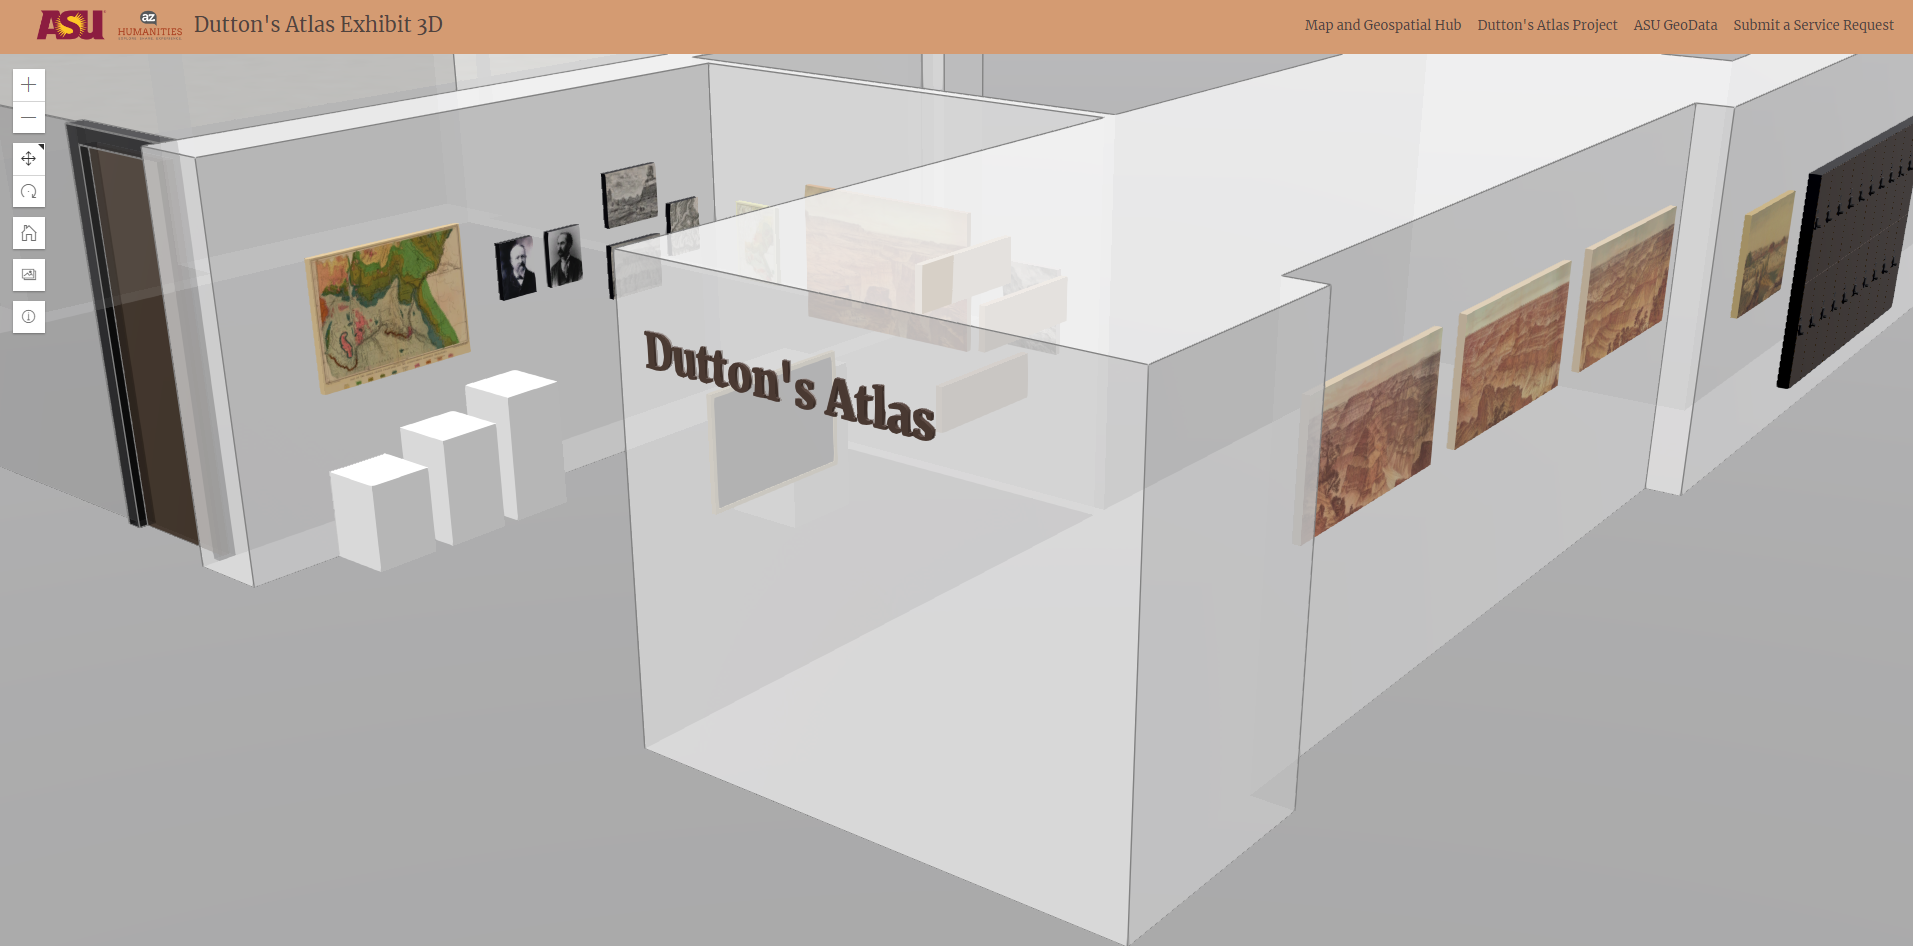 ASU
az
HUMANITIES
Dutton's Atlas Exhibit 3D
Map and Geospatial Hub
Dutton's Atlas Project
ASU GeoData
Submit a Service Request
Dutton's Atlas